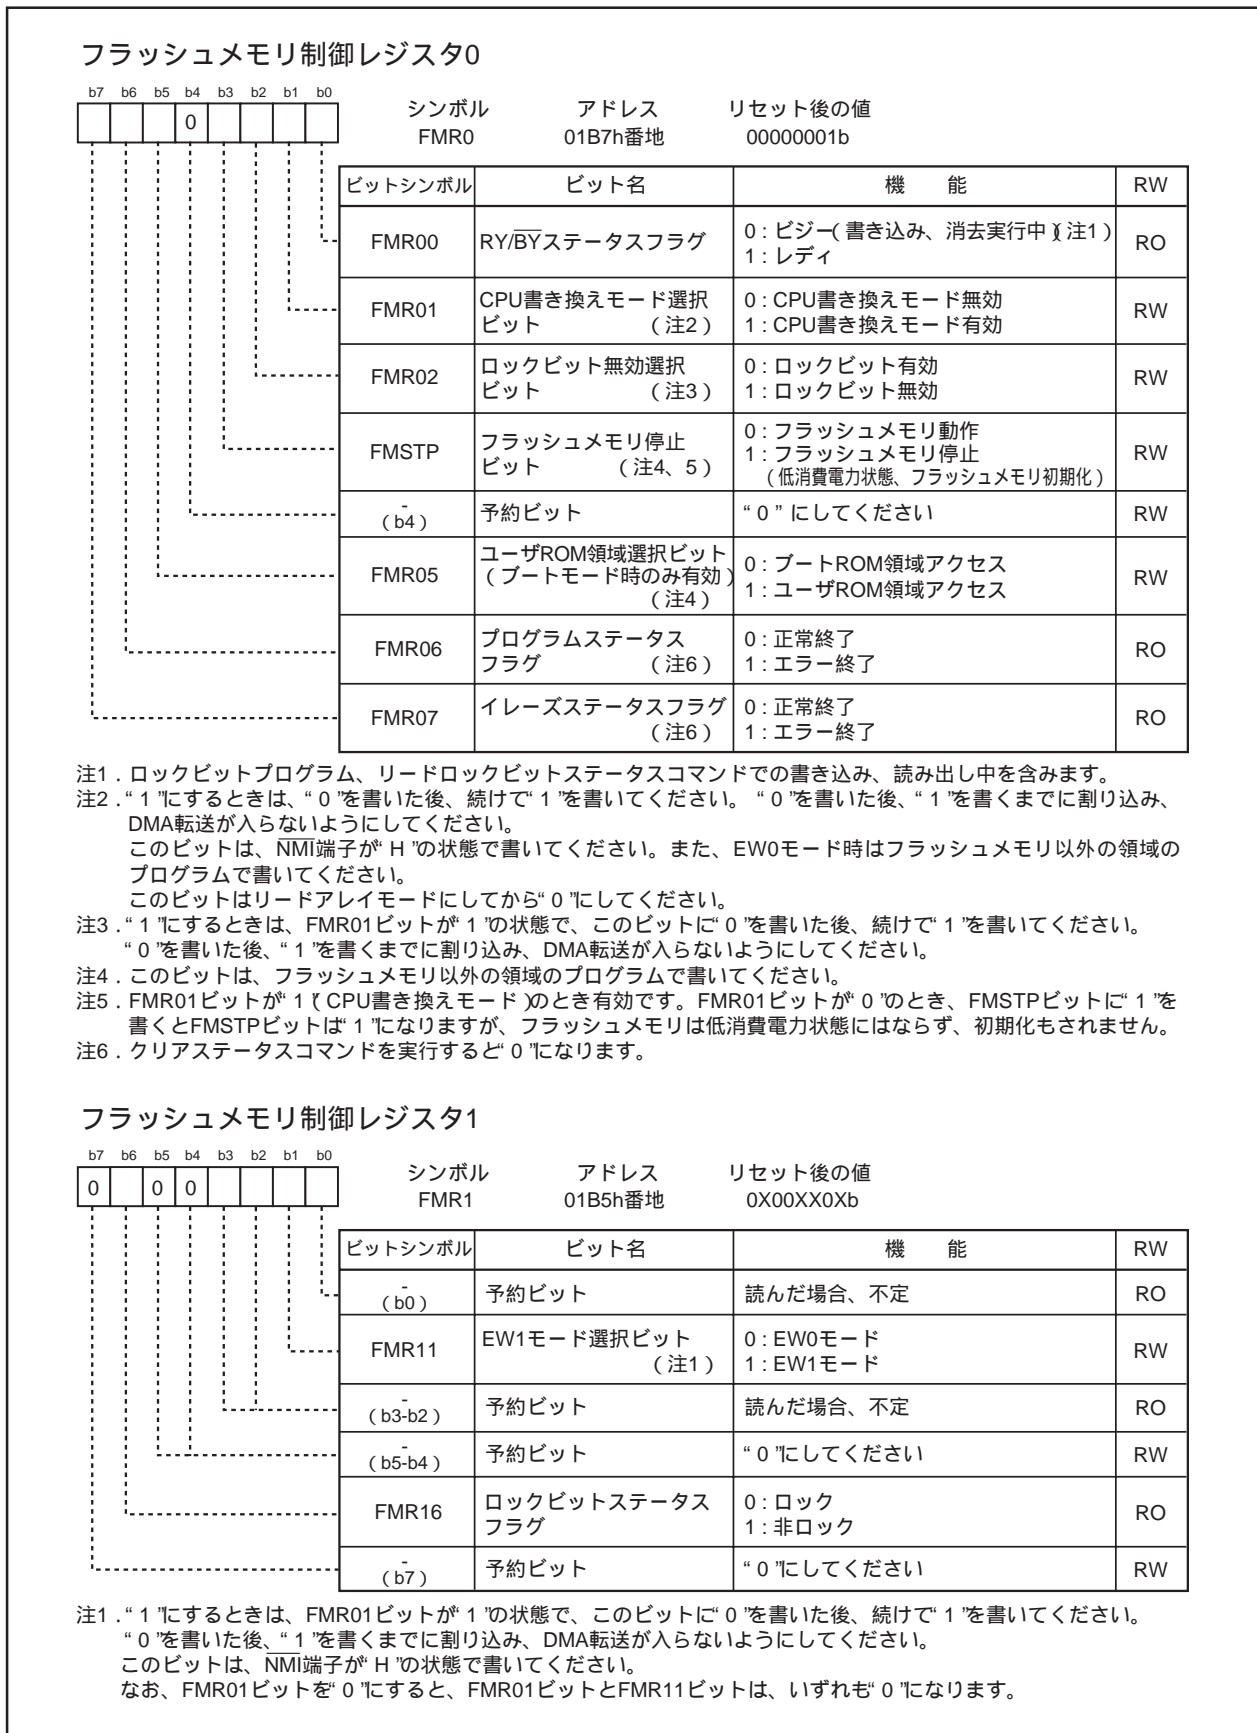 フラッシュメモリ制御レジスタ0
b7 b6 b5 b4 b3 b2 b1 b0
0
シンボル アドレス リセット後の値
FMR0 01B7h番地 00000001b
ビットシンボル ビット名 機 能 RW
FMR00 RY/BYステータスフラグ 0 : ビジー(書き込み、消去実行中)(注1) RO
1 : レディ
FMR01 CPU書き換えモード選択 0 : CPU書き換えモード無効 RW
ビット (注2) 1 : CPU書き換えモード有効
FMR02 ロックビット無効選択 0 : ロックビット有効 RW
ビット (注3) 1 : ロックビット無効
FMSTP フラッシュメモリ停止 0 : フラッシュメモリ動作 RW
ビット (注4、5) 1 : フラッシュメモリ停止
(低消費電力状態、フラッシュメモリ初期化)
- (b4) 予約ビット “0”にしてください RW
FMR05 ユーザROM領域選択ビット 0 : ブートROM領域アクセス RW
(ブートモード時のみ有効) 1 : ユーザROM領域アクセス
(注4)
FMR06 プログラムステータス 0 : 正常終了 RO
フラグ (注6) 1 : エラー終了
FMR07 イレーズステータスフラグ 0 : 正常終了 RO
(注6) 1 : エラー終了
注1.ロックビットプログラム、リードロックビットステータスコマンドでの書き込み、読み出し中を含みます。
注2.“1”にするときは、“0”を書いた後、続けて“1”を書いてください。“0”を書いた後、“1”を書くまでに割り込み、
DMA転送が入らないようにしてください。
このビットは、NMI端子が“H”の状態で書いてください。また、EW0モード時はフラッシュメモリ以外の領域の
プログラムで書いてください。
このビットはリードアレイモードにしてから“0”にしてください。
注3.“1”にするときは、FMR01ビットが“1”の状態で、このビットに“0”を書いた後、続けて“1”を書いてください。
“0”を書いた後、“1”を書くまでに割り込み、DMA転送が入らないようにしてください。
注4.このビットは、フラッシュメモリ以外の領域のプログラムで書いてください。
注5.FMR01ビットが“1”(CPU書き換えモード)のとき有効です。FMR01ビットが“0”のとき、FMSTPビットに“1”を
書くとFMSTPビットは“1”になりますが、フラッシュメモリは低消費電力状態にはならず、初期化もされません。
注6.クリアステータスコマンドを実行すると“0”になります。
フラッシュメモリ制御レジスタ1
b7 b6 b5 b4 b3 b2 b1 b0
0 0 0
シンボル アドレス リセット後の値
FMR1 01B5h番地 0X00XX0Xb
ビットシンボル ビット名 機 能 RW
- (b0) 予約ビット 読んだ場合、不定 RO
FMR11 EW1モード選択ビット 0 : EW0モード RW
(注1) 1 : EW1モード
- (b3-b2) 予約ビット 読んだ場合、不定 RO
- (b5-b4) 予約ビット “0”にしてください RW
FMR16 ロックビットステータス 0 : ロック RO
フラグ 1 : 非ロック
- (b7) 予約ビット “0”にしてください RW
注1.“1”にするときは、FMR01ビットが“1”の状態で、このビットに“0”を書いた後、続けて“1”を書いてください。
“0”を書いた後、“1”を書くまでに割り込み、DMA転送が入らないようにしてください。
このビットは、NMI端子が“H”の状態で書いてください。
なお、FMR01ビットを“0”にすると、FMR01ビットとFMR11ビットは、いずれも“0”になります。